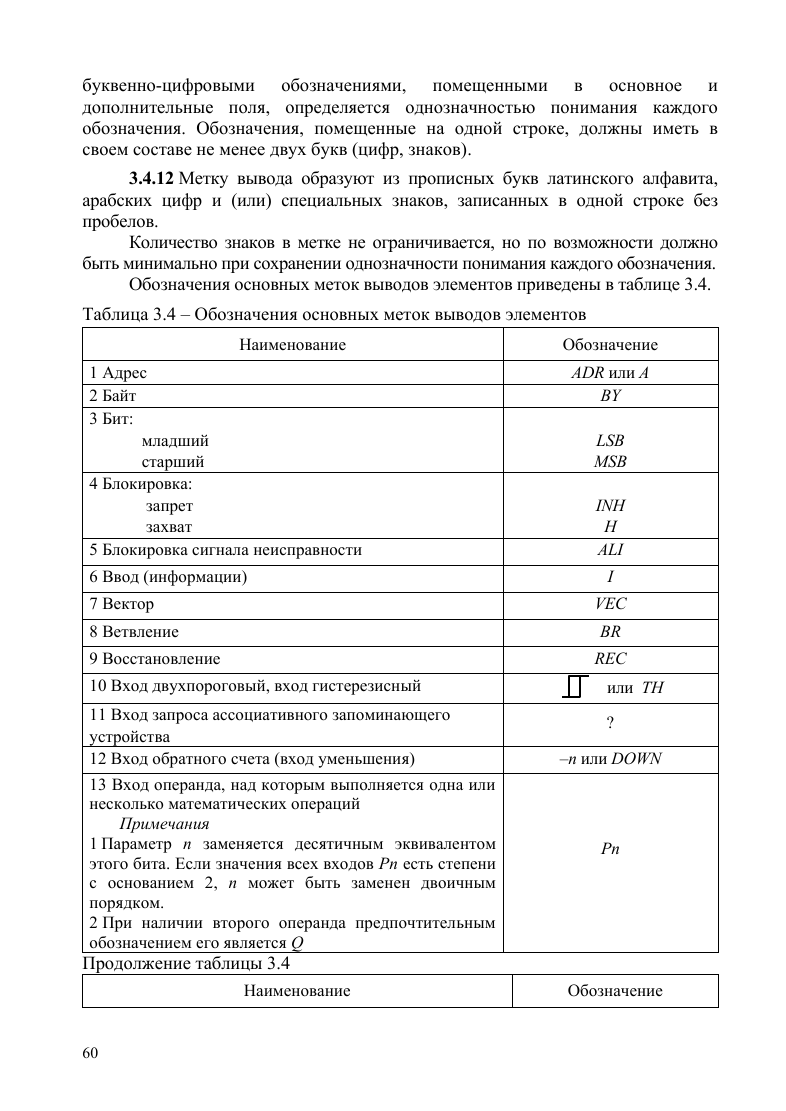 буквенно-цифровыми обозначениями, помещенными в основное и
дополнительные поля, определяется однозначностью понимания каждого
обозначения. Обозначения, помещенные на одной строке, должны иметь в
своем составе не менее двух букв (цифр, знаков).
3.4.12 Метку вывода образуют из прописных букв латинского алфавита,
арабских цифр и (или) специальных знаков, записанных в одной строке без
пробелов.
Количество знаков в метке не ограничивается, но по возможности должно
быть минимально при сохранении однозначности понимания каждого обозначения.
Обозначения основных меток выводов элементов приведены в таблице 3.4.
Таблица 3.4 – Обозначения основных меток выводов элементов
Наименование Обозначение
1 Адрес ADR или A
2 Байт BY
3 Бит:
младший LSB
старший MSB
4 Блокировка:
запрет INH
захват H
5 Блокировка сигнала неисправности ALI
6 Ввод (информации) I
7 Вектор VEC
8 Ветвление BR
9 Восстановление REC
10 Вход двухпороговый, вход гистерезисный или TH
11 Вход запроса ассоциативного запоминающего
устройства ?
12 Вход обратного счета (вход уменьшения) –n или DOWN
13 Вход операнда, над которым выполняется одна или
несколько математических операций
Примечания
1 Параметр n заменяется десятичным эквивалентом
этого бита. Если значения всех входов Pn есть степени
с основанием 2, n может быть заменен двоичным
порядком.
2 При наличии второго операнда предпочтительным
обозначением его является Q
Pn
Продолжение таблицы 3.4
Наименование Обозначение
60